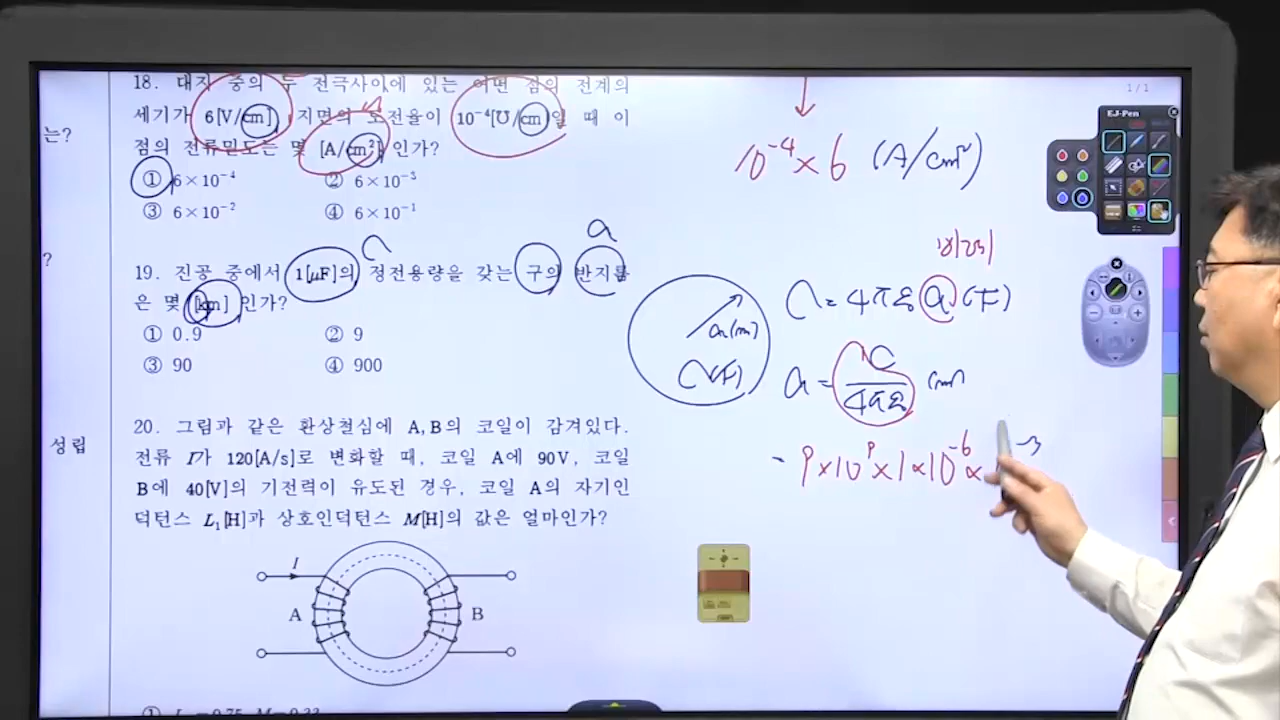 18. 대지 중의 두 전극사이에 있는 어떤 점의 전계의
세기가 6[V/cm], 지면의 도전율이 10⁻⁴[℧/cm]일 때 이
점의 전류밀도는 몇 [A/cm²] 인가?
① 6×10⁻⁴ ② 6×10⁻³
③ 6×10⁻² ④ 6×10⁻¹
는?
?
성립
19. 진공 중에서 1[μF]의 정전용량을 갖는 구의 반지름
은 몇 [km] 인가?
① 0.9 ② 9
③ 90 ④ 900
C
a
20. 그림과 같은 환상철심에 A, B의 코일이 감겨있다.
전류 I가 120[A/s]로 변화할 때, 코일 A에 90V, 코일
B에 40[V]의 기전력이 유도된 경우, 코일 A의 자기인
덕턴스 L₁[H]과 상호인덕턴스 M[H]의 값은 얼마인가?
I
A B
10⁻⁴×6 (A/cm²)
C=4πε a (F)
a(m)
C(F)
a = C/4πε (m)
= 9×10⁹×1×10⁻⁶×
-3
1/1
EJ-Pen